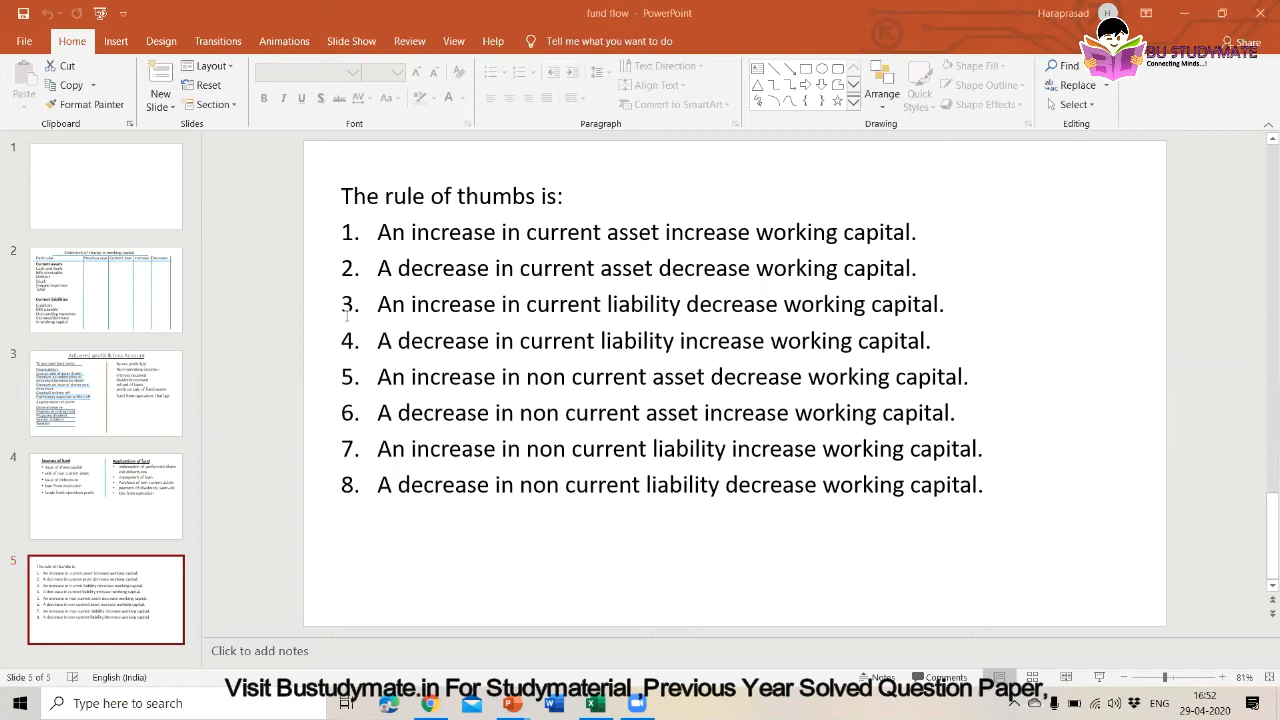 fund flow - PowerPoint
Haraprasad
File Home Insert Design Transitions Animations Slide Show Review View Help Tell me what you want to do Share
BU STUDYMATE
Connecting Minds...!
Paste Cut Copy Format Painter
Clipboard
New Slide Layout Reset Section
Slides
Font
Text Direction Align Text Convert to SmartArt
Paragraph
Arrange Quick Styles Shape Fill Shape Outline Shape Effects
Drawing
Find Replace Select
Editing
1
2
3
4
5
The rule of thumbs is:
1. An increase in current asset increase working capital.
2. A decrease in current asset decrease working capital.
3. An increase in current liability decrease working capital.
4. A decrease in current liability increase working capital.
5. An increase in non current asset decrease working capital.
6. A decrease in non current asset increase working capital.
7. An increase in non current liability increase working capital.
8. A decrease in non current liability decrease working capital.
Click to add notes
Slide 5 of 5 English (India) Notes Comments 81%
Visit Bustudymate.in For Studymaterial ,Previous Year Solved Question Paper,
Type here to search
16:52
29-04-2020